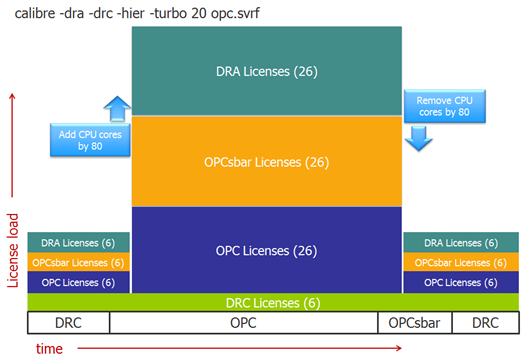 calibre -dra -drc -hier -turbo 20 opc.svrf
DRA Licenses (26)
Remove CPU
cores by 80
Add CPU cores
by 80
OPCsbar Licenses (26)
License load
OPC Licenses (26)
DRA Licenses (6)
OPCsbar Licenses (6)
OPC Licenses (6)
DRA Licenses (6)
OPCsbar Licenses (6)
OPC Licenses (6)
DRC Licenses (6)
DRC
OPC
OPCsbar
DRC
time